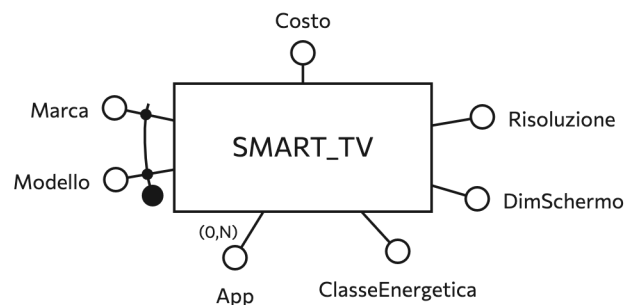 Costo
Marca
Risoluzione
SMART_TV
Modello
DimSchermo
(0,N)
App
ClasseEnergetica